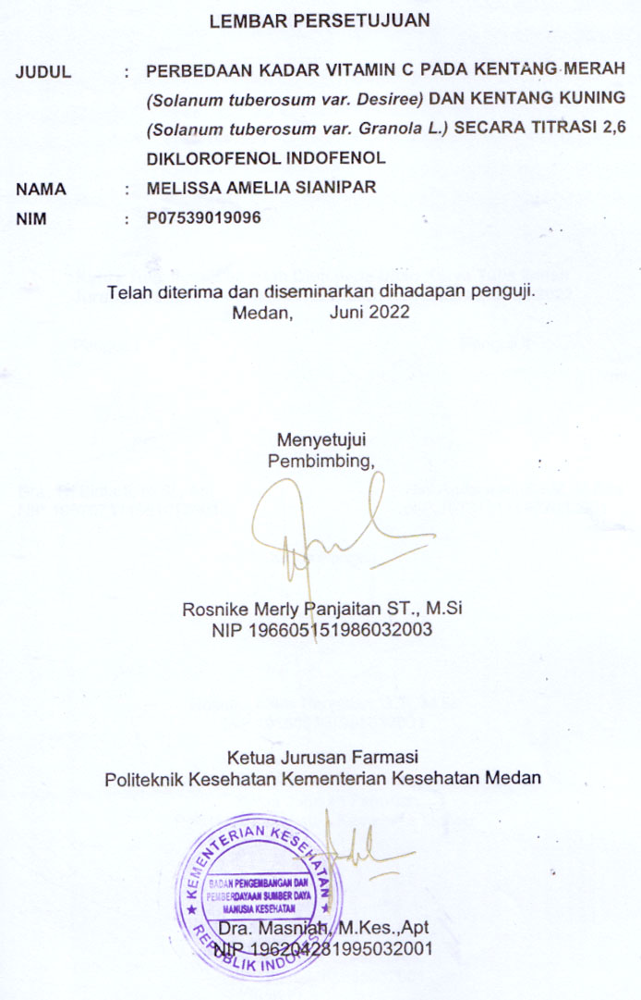 LEMBAR PERSETUJUAN
JUDUL : PERBEDAAN KADAR VITAMIN C PADA KENTANG MERAH
(Solanum tuberosum var. Desiree) DAN KENTANG KUNING
(Solanum tuberosum var. Granola L.) SECARA TITRASI 2,6
DIKLOROFENOL INDOFENOL
NAMA : MELISSA AMELIA SIANIPAR
NIM : P07539019096
Telah diterima dan diseminarkan dihadapan penguji.
Medan, Juni 2022
Menyetujui
Pembimbing,
Rosnike Merly Panjaitan ST., M.Si
NIP 196605151986032003
Ketua Jurusan Farmasi
Politeknik Kesehatan Kementerian Kesehatan Medan
KEMENTERIAN KESEHATAN
BADAN PENGEMBANGAN DAN
PEMBERDAYAAN SUMBER DAYA
MANUSIA KESEHATAN
REPUBLIK INDONESIA
Dra. Masniah, M.Kes.,Apt
NIP 196204281995032001